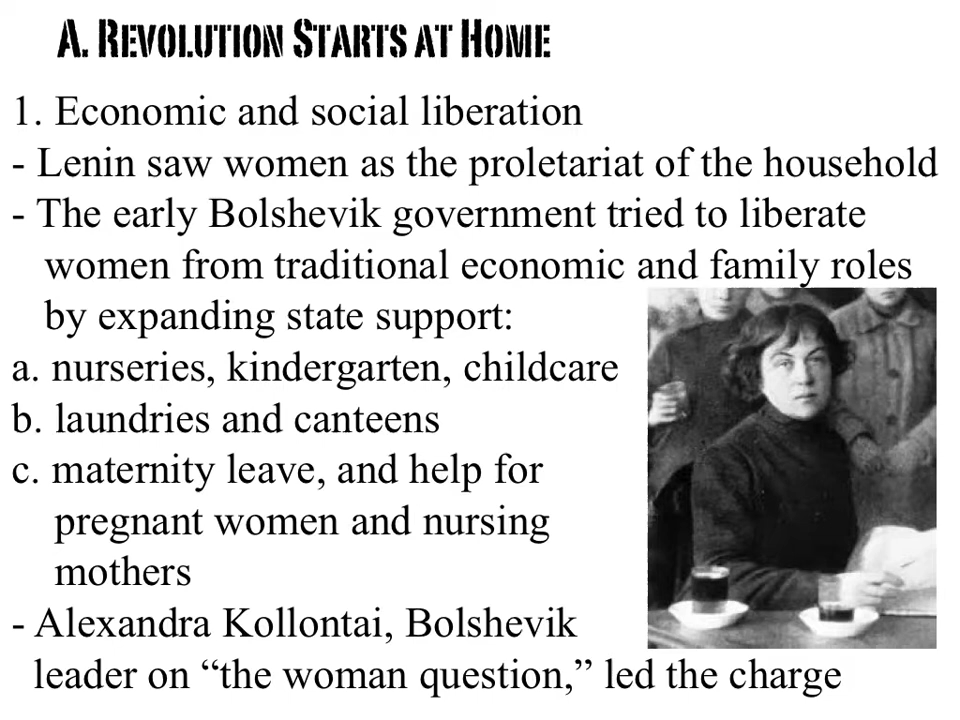 A. Revolution Starts at Home
1. Economic and social liberation
- Lenin saw women as the proletariat of the household
- The early Bolshevik government tried to liberate
women from traditional economic and family roles
by expanding state support:
a. nurseries, kindergarten, childcare
b. laundries and canteens
c. maternity leave, and help for
pregnant women and nursing
mothers
- Alexandra Kollontai, Bolshevik
leader on “the woman question,” led the charge